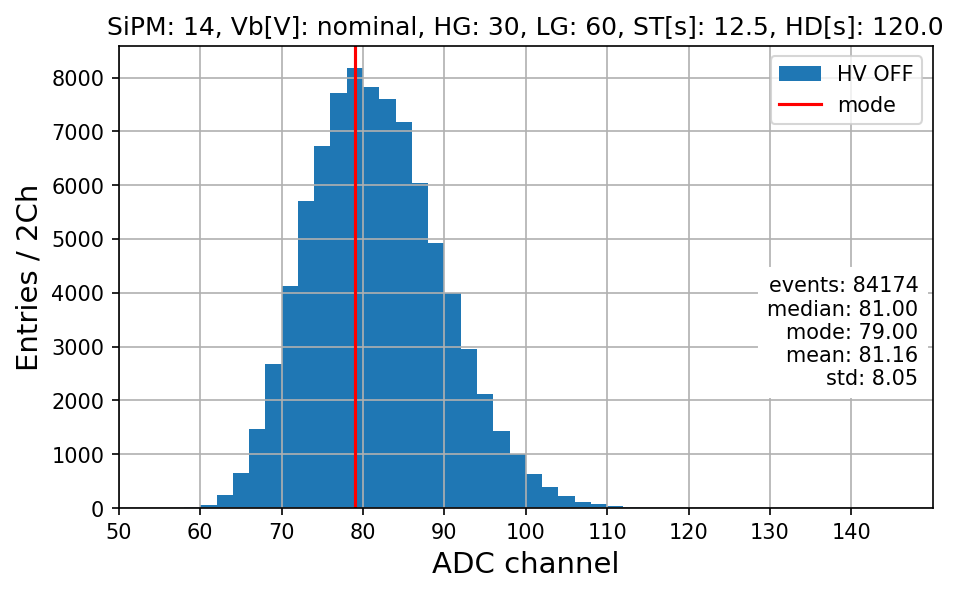 SiPM: 14, Vb[V]: nominal, HG: 30, LG: 60, ST[s]: 12.5, HD[s]: 120.0
HV OFF
mode
8000
7000
6000
5000
4000
3000
2000
1000
0
Entries / 2Ch
events: 84174
median: 81.00
mode: 79.00
mean: 81.16
std: 8.05
50 60 70 80 90 100 110 120 130 140
ADC channel